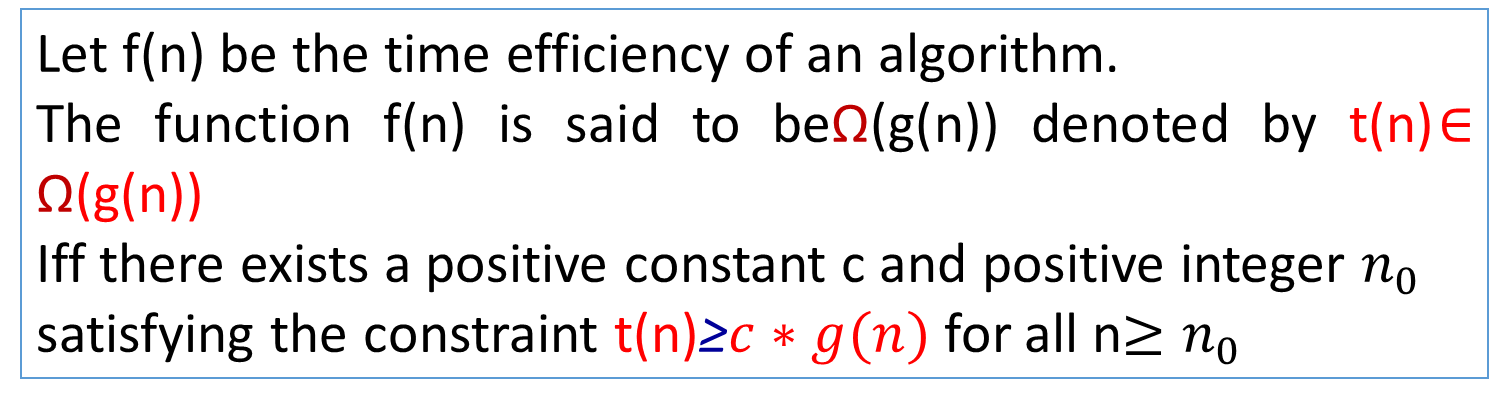 Let f(n) be the time efficiency of an algorithm.
The function f(n) is said to beΩ(g(n)) denoted by t(n)∈
Ω(g(n))
Iff there exists a positive constant c and positive integer n₀
satisfying the constraint t(n)≥c * g(n) for all n≥ n₀